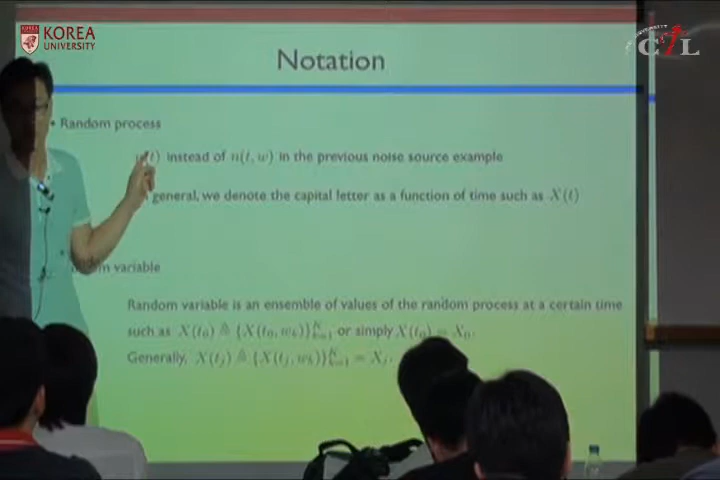 KOREA
UNIVERSITY
CTL
Notation
• Random process
(t) instead of n(t, w) in the previous noise source example
general, we denote the capital letter as a function of time such as X(t)
variable
Random variable is an ensemble of values of the random process at a certain time
such as X(t₀) ≜ {X(t₀, wₖ)}ᴺₖ₌₁ or simply X(t₀) = X₀.
Generally, X(tⱼ) ≜ {X(tⱼ, wₖ)}ᴺₖ₌₁ = Xⱼ.